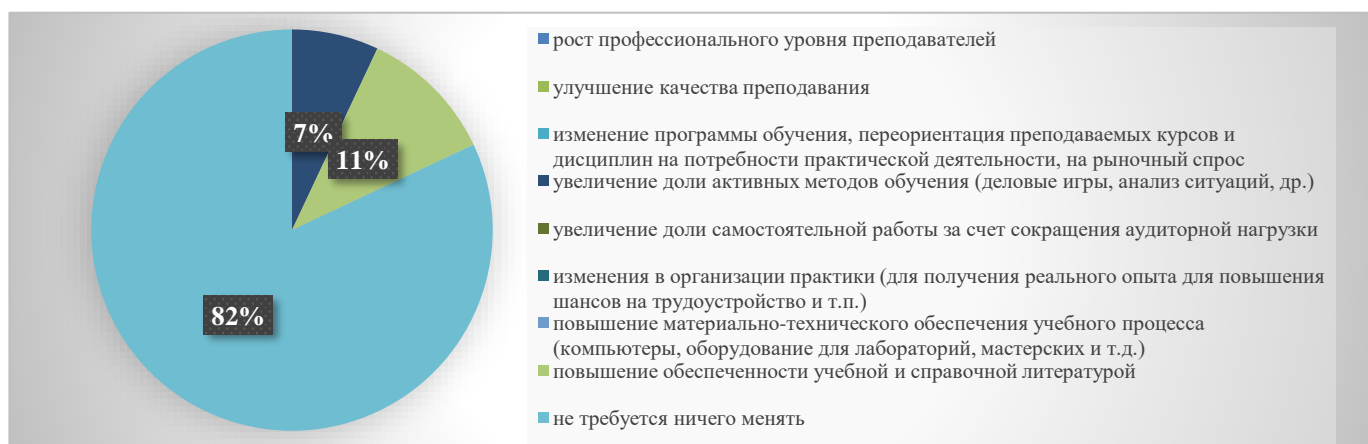 7%
11%
82%
рост профессионального уровня преподавателей
улучшение качества преподавания
изменение программы обучения, переориентация преподаваемых курсов и
дисциплин на потребности практической деятельности, на рыночный спрос
увеличение доли активных методов обучения (деловые игры, анализ ситуаций, др.)
увеличение доли самостоятельной работы за счет сокращения аудиторной нагрузки
изменения в организации практики (для получения реального опыта для повышения
шансов на трудоустройство и т.п.)
повышение материально-технического обеспечения учебного процесса
(компьютеры, оборудование для лабораторий, мастерских и т.д.)
повышение обеспеченности учебной и справочной литературой
не требуется ничего менять